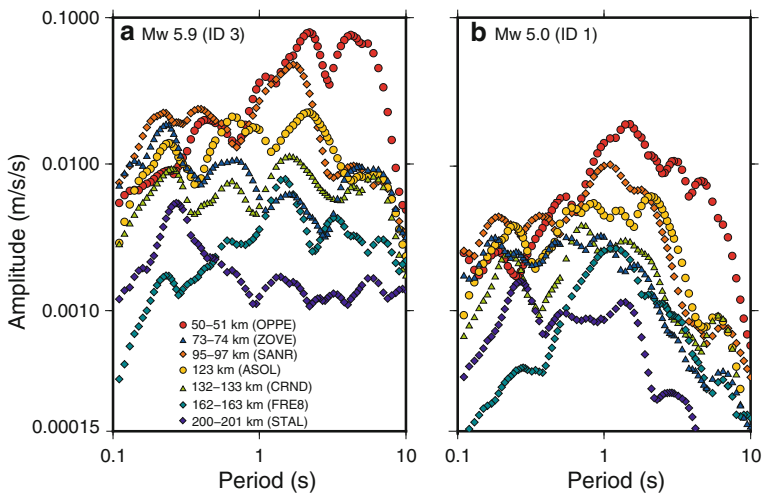 a Mw 5.9 (ID 3)
b Mw 5.0 (ID 1)
0.1000
0.0100
0.0010
0.00015
Amplitude (m/s/s)
50–51 km (OPPE)
73–74 km (ZOVE)
95–97 km (SANR)
123 km (ASOL)
132–133 km (CRND)
162–163 km (FRE8)
200–201 km (STAL)
0.1 1 10
0.1 1 10
Period (s)
Period (s)